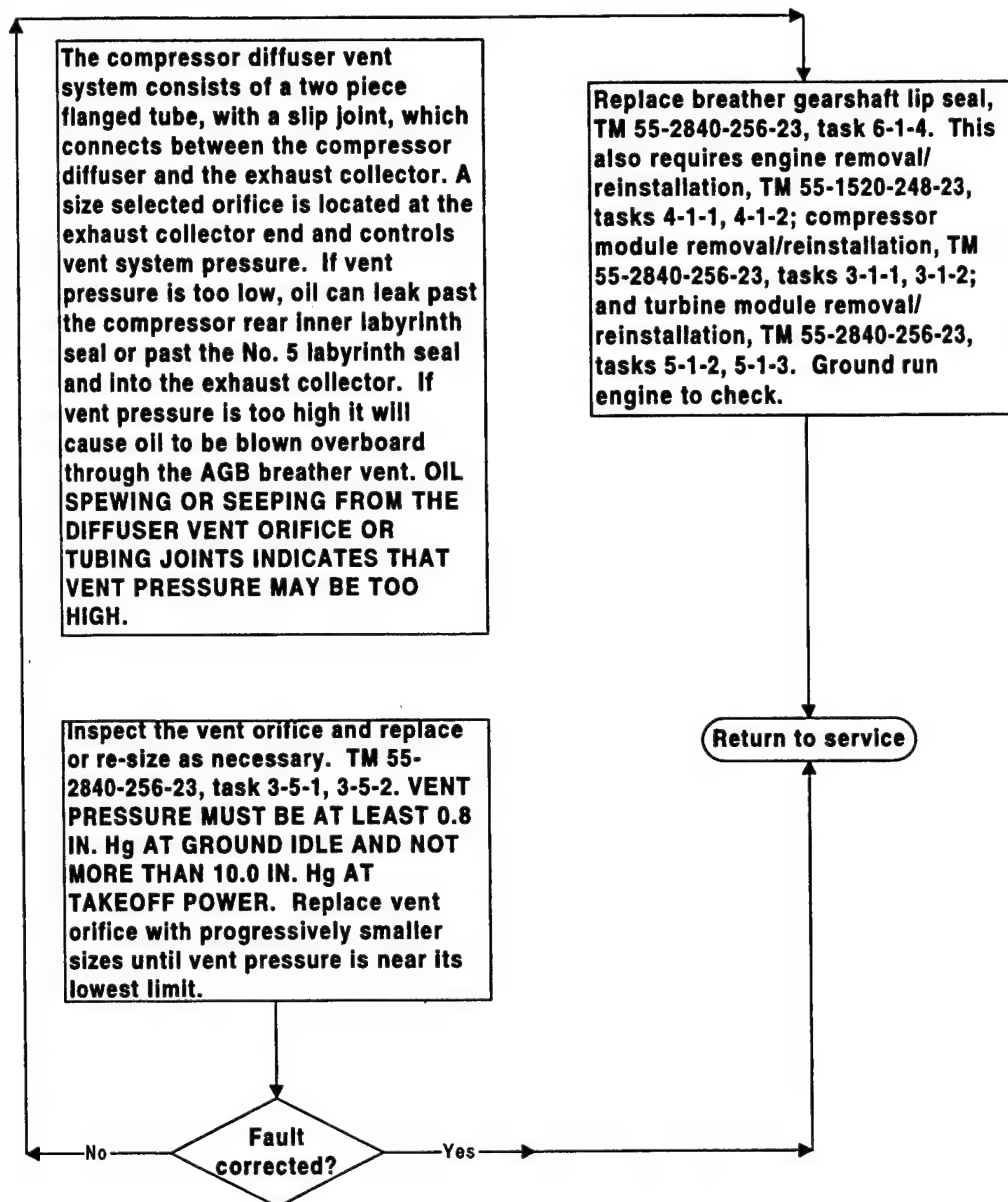 The compressor diffuser vent
system consists of a two piece
flanged tube, with a slip joint, which
connects between the compressor
diffuser and the exhaust collector. A
size selected orifice is located at the
exhaust collector end and controls
vent system pressure. If vent
pressure is too low, oil can leak past
the compressor rear inner labyrinth
seal or past the No. 5 labyrinth seal
and into the exhaust collector. If
vent pressure is too high it will
cause oil to be blown overboard
through the AGB breather vent. OIL
SPEWING OR SEEPING FROM THE
DIFFUSER VENT ORIFICE OR
TUBING JOINTS INDICATES THAT
VENT PRESSURE MAY BE TOO
HIGH.
Replace breather gearshaft lip seal,
TM 55-2840-256-23, task 6-1-4. This
also requires engine removal/
reinstallation, TM 55-1520-248-23,
tasks 4-1-1, 4-1-2; compressor
module removal/reinstallation, TM
55-2840-256-23, tasks 3-1-1, 3-1-2;
and turbine module removal/
reinstallation, TM 55-2840-256-23,
tasks 5-1-2, 5-1-3. Ground run
engine to check.
Inspect the vent orifice and replace
or re-size as necessary. TM 55-
2840-256-23, task 3-5-1, 3-5-2. VENT
PRESSURE MUST BE AT LEAST 0.8
IN. Hg AT GROUND IDLE AND NOT
MORE THAN 10.0 IN. Hg AT
TAKEOFF POWER. Replace vent
orifice with progressively smaller
sizes until vent pressure is near its
lowest limit.
Return to service
Fault
corrected?
No
Yes